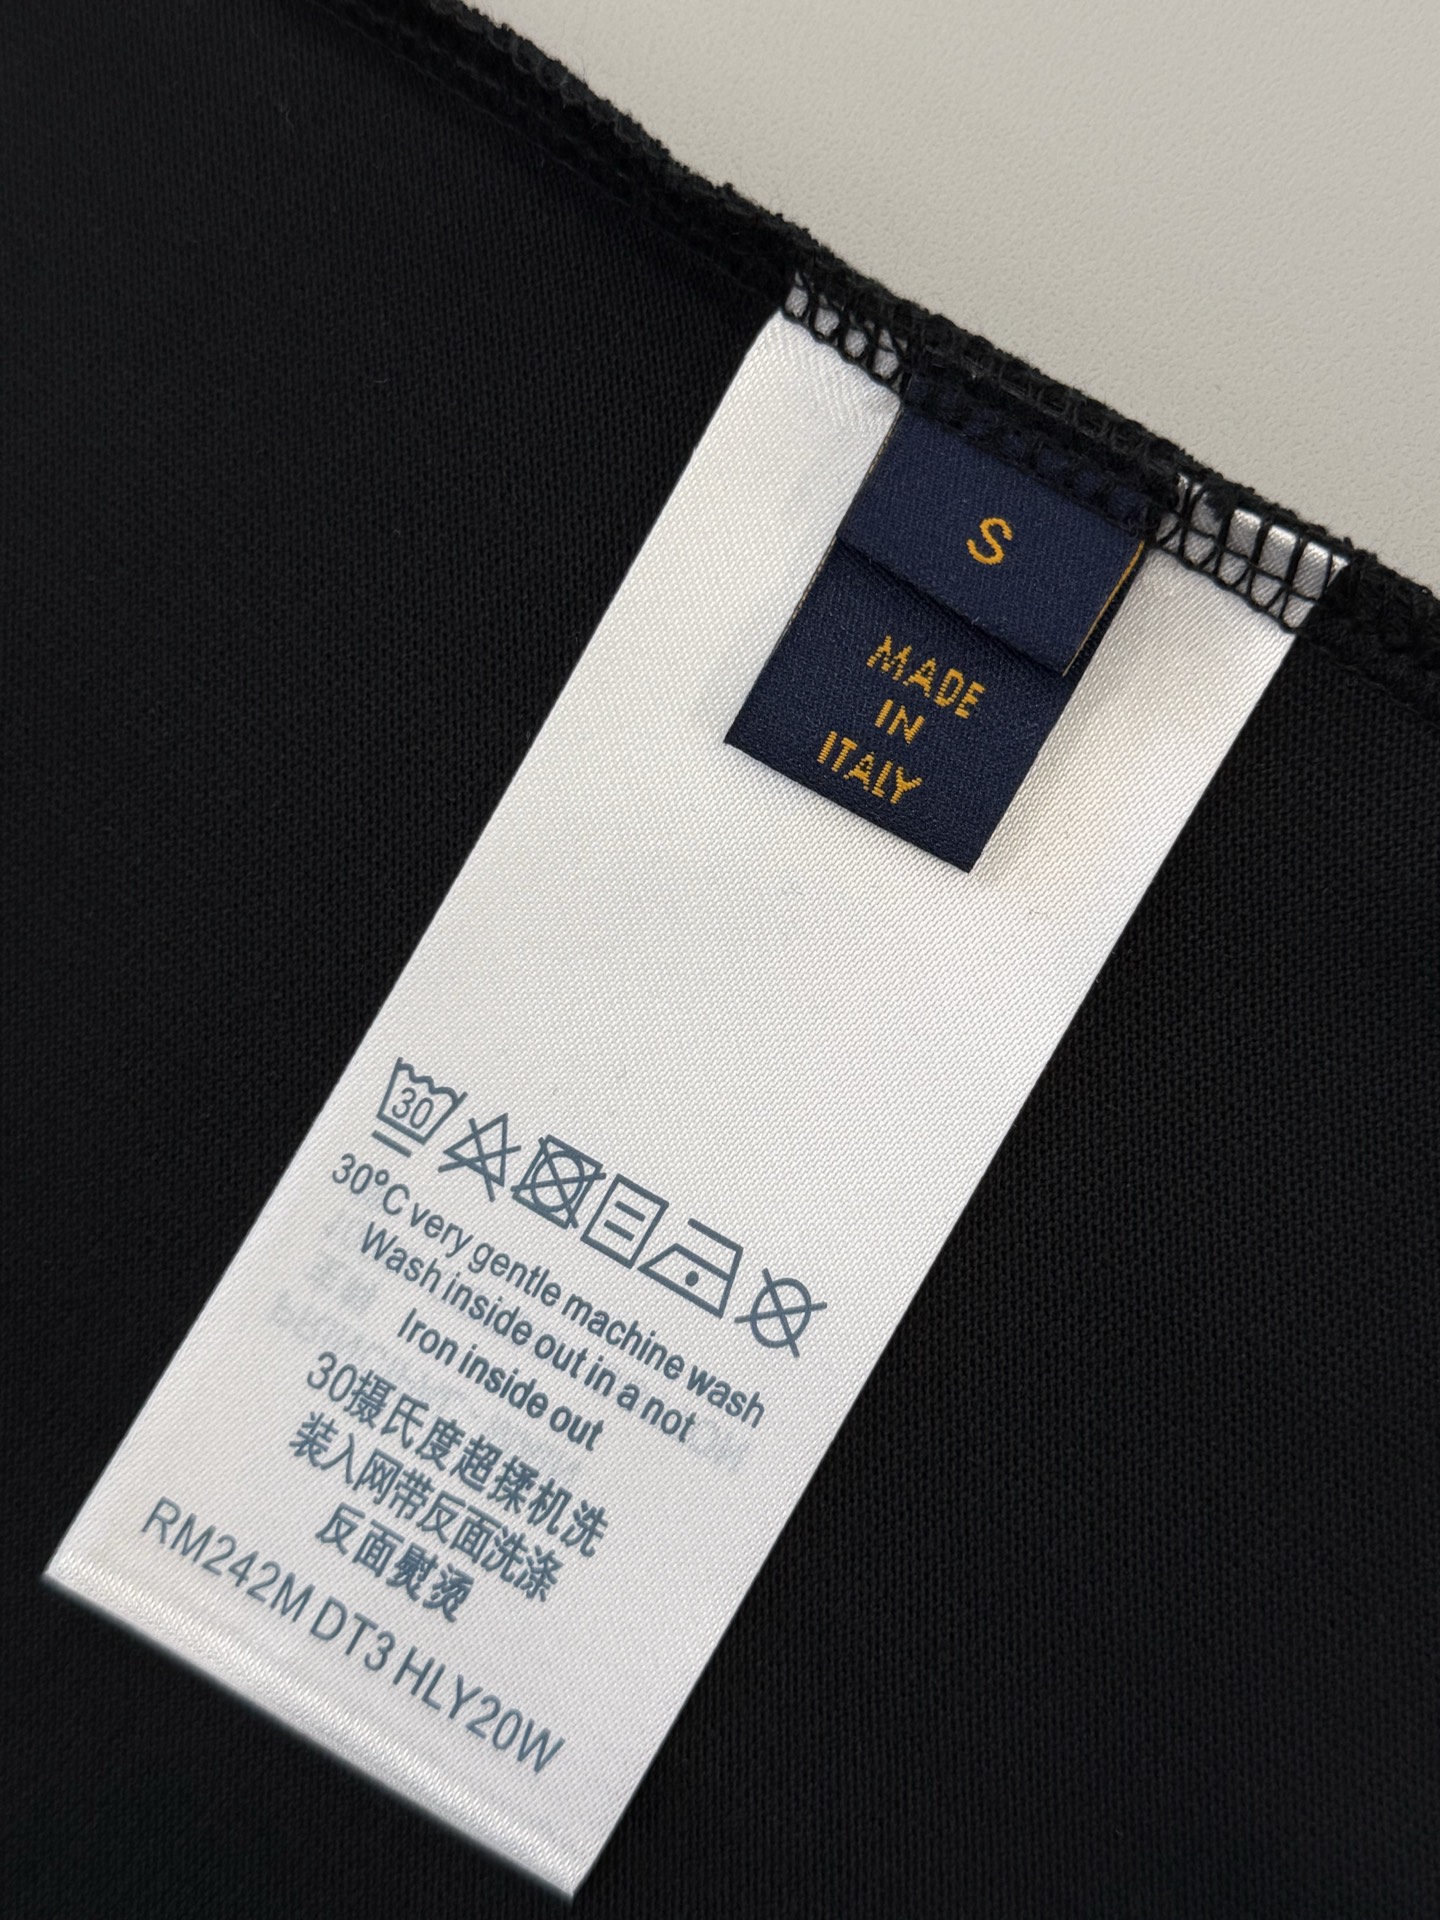 S
MADE
IN
ITALY
30
30°C very gentle machine wash
Wash inside out in a not
Iron inside out
30摄氏度超揉机洗
装入网带反面洗涤
反面熨烫
RM242M DT3 HLY20W